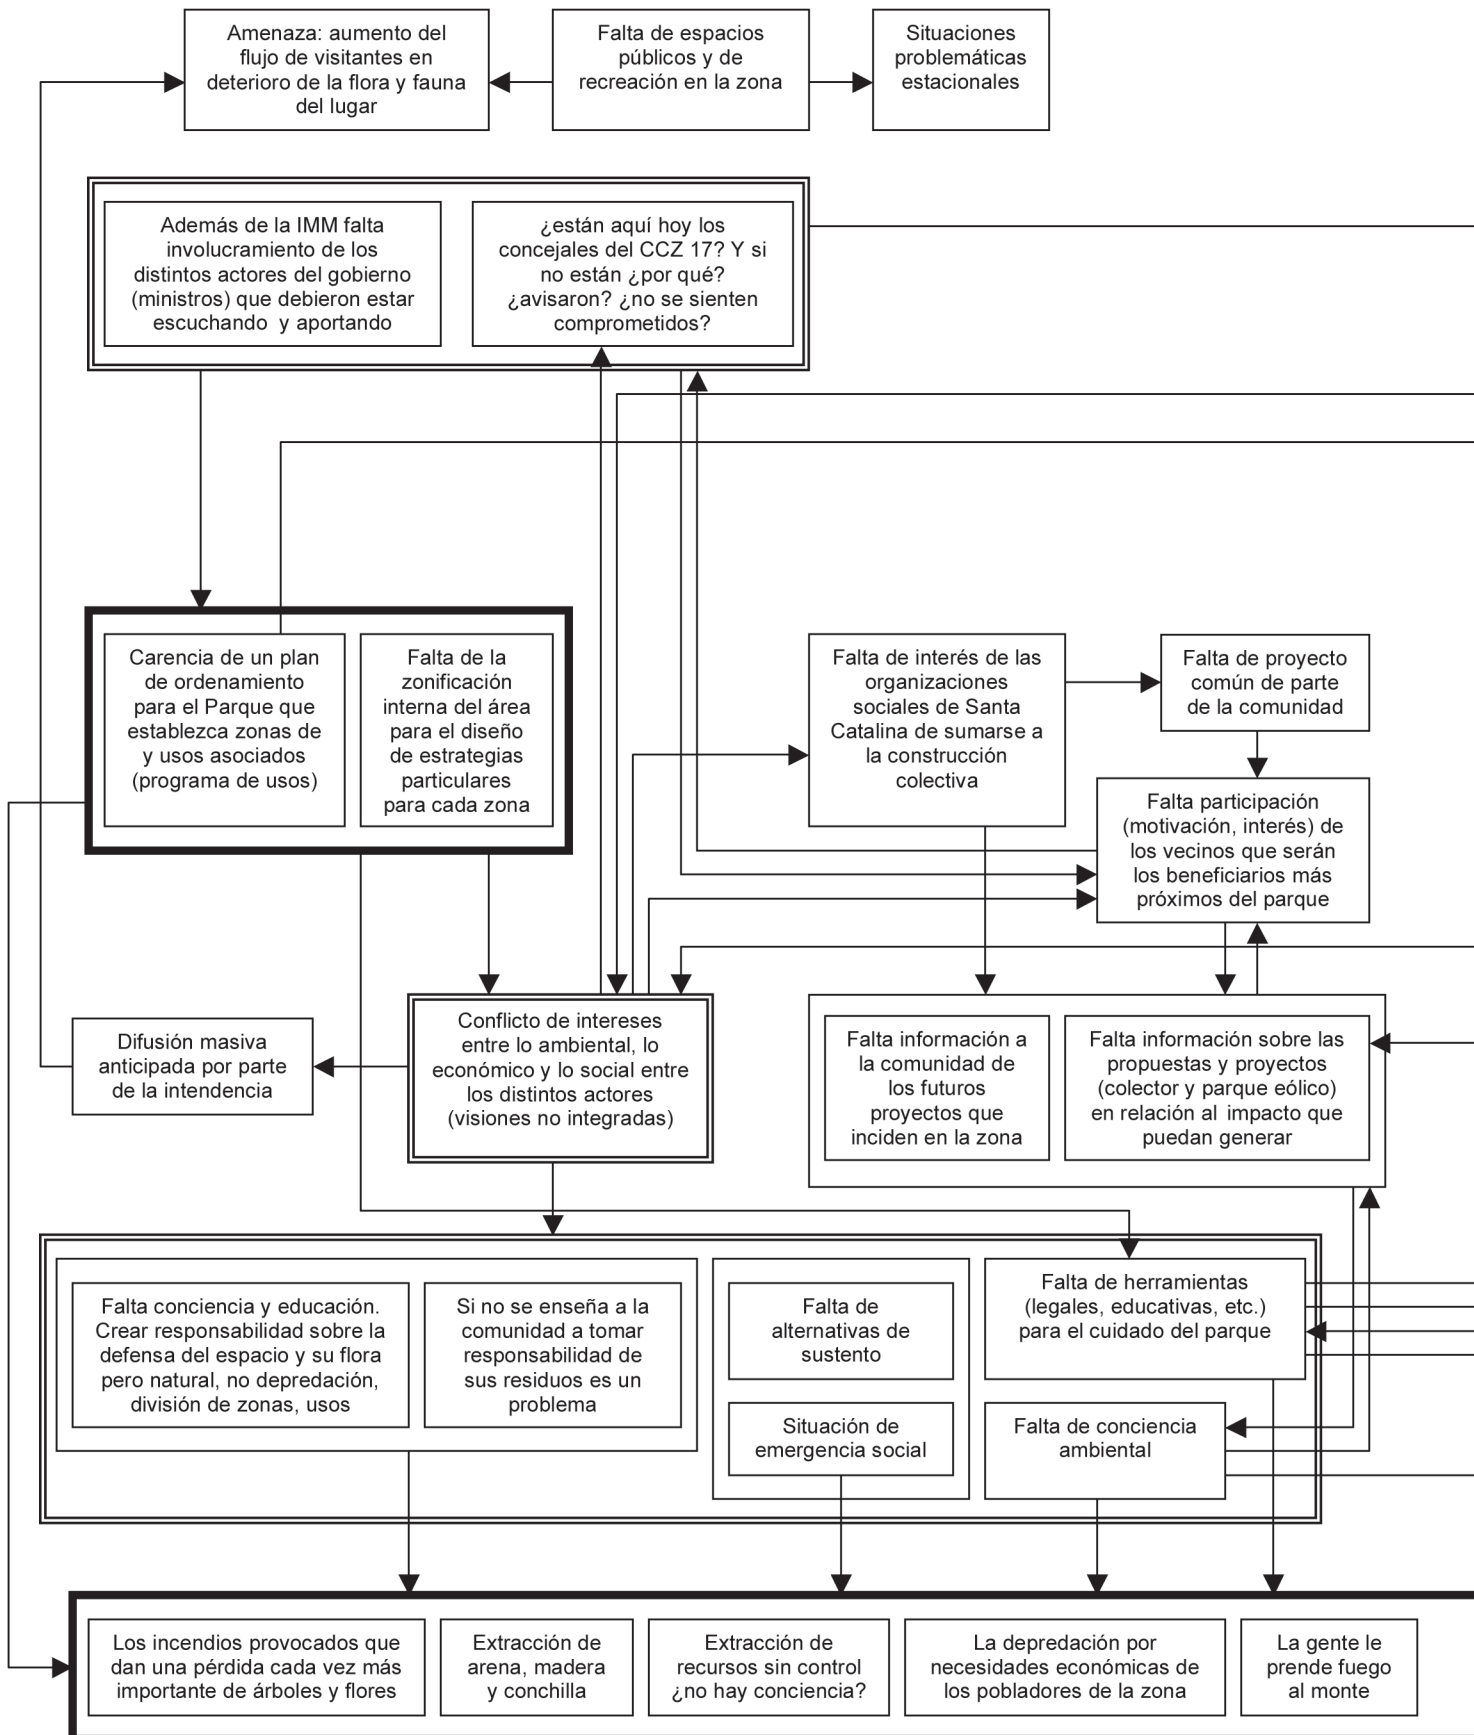 Amenaza: aumento del
flujo de visitantes en
deterioro de la flora y fauna
del lugar
Falta de espacios
públicos y de
recreación en la zona
Situaciones
problemáticas
estacionales
Además de la IMM falta
involucramiento de los
distintos actores del gobierno
(ministros) que debieron estar
escuchando y aportando
¿están aquí hoy los
concejales del CCZ 17? Y si
no están ¿por qué?
¿avisaron? ¿no se sienten
comprometidos?
Carencia de un plan
de ordenamiento
para el Parque que
establezca zonas de
y usos asociados
(programa de usos)
Falta de la
zonificación
interna del área
para el diseño
de estrategias
particulares
para cada zona
Falta de interés de las
organizaciones
sociales de Santa
Catalina de sumarse a
la construcción
colectiva
Falta de proyecto
común de parte
de la comunidad
Falta participación
(motivación, interés) de
los vecinos que serán
los beneficiarios más
próximos del parque
Difusión masiva
anticipada por parte
de la intendencia
Conflicto de intereses
entre lo ambiental, lo
económico y lo social entre
los distintos actores
(visiones no integradas)
Falta información a
la comunidad de
los futuros
proyectos que
inciden en la zona
Falta información sobre las
propuestas y proyectos
(colector y parque eólico)
en relación al impacto que
puedan generar
Falta conciencia y educación.
Crear responsabilidad sobre la
defensa del espacio y su flora
pero natural, no depredación,
división de zonas, usos
Si no se enseña a la
comunidad a tomar
responsabilidad de
sus residuos es un
problema
Falta de
alternativas de
sustento
Situación de
emergencia social
Falta de herramientas
(legales, educativas, etc.)
para el cuidado del parque
Falta de conciencia
ambiental
Los incendios provocados que
dan una pérdida cada vez más
importante de árboles y flores
Extracción de
arena, madera
y conchilla
Extracción de
recursos sin control
¿no hay conciencia?
La depredación por
necesidades económicas de
los pobladores de la zona
La gente le
prende fuego
al monte